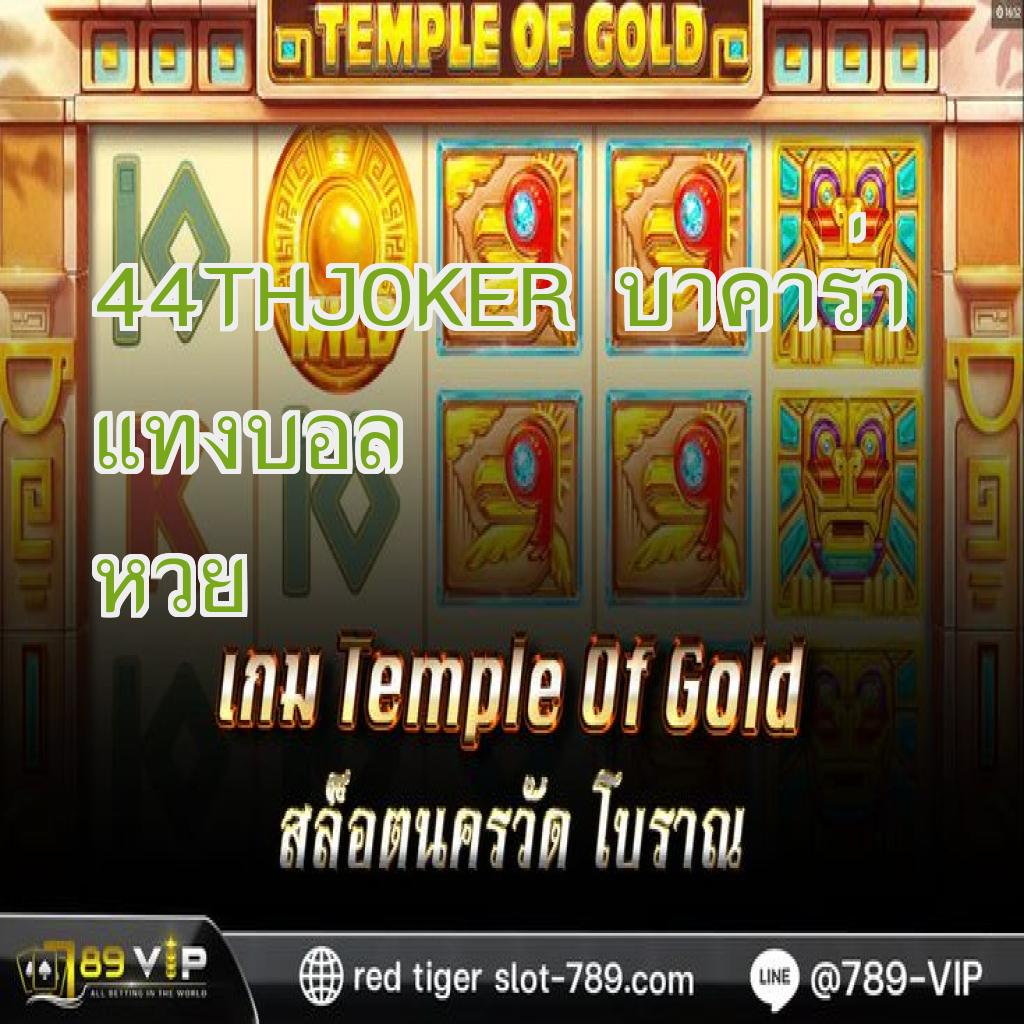 TEMPLE OF GOLD
WILD
44THJOKER บาคาร่า
แทงบอล
หวย
เกม Temple Of Gold
สล็อตนครวัด โบราณ
789 VIP
ALL BETTING IN THE WORLD
red tiger slot-789.com
LINE @789-VIP